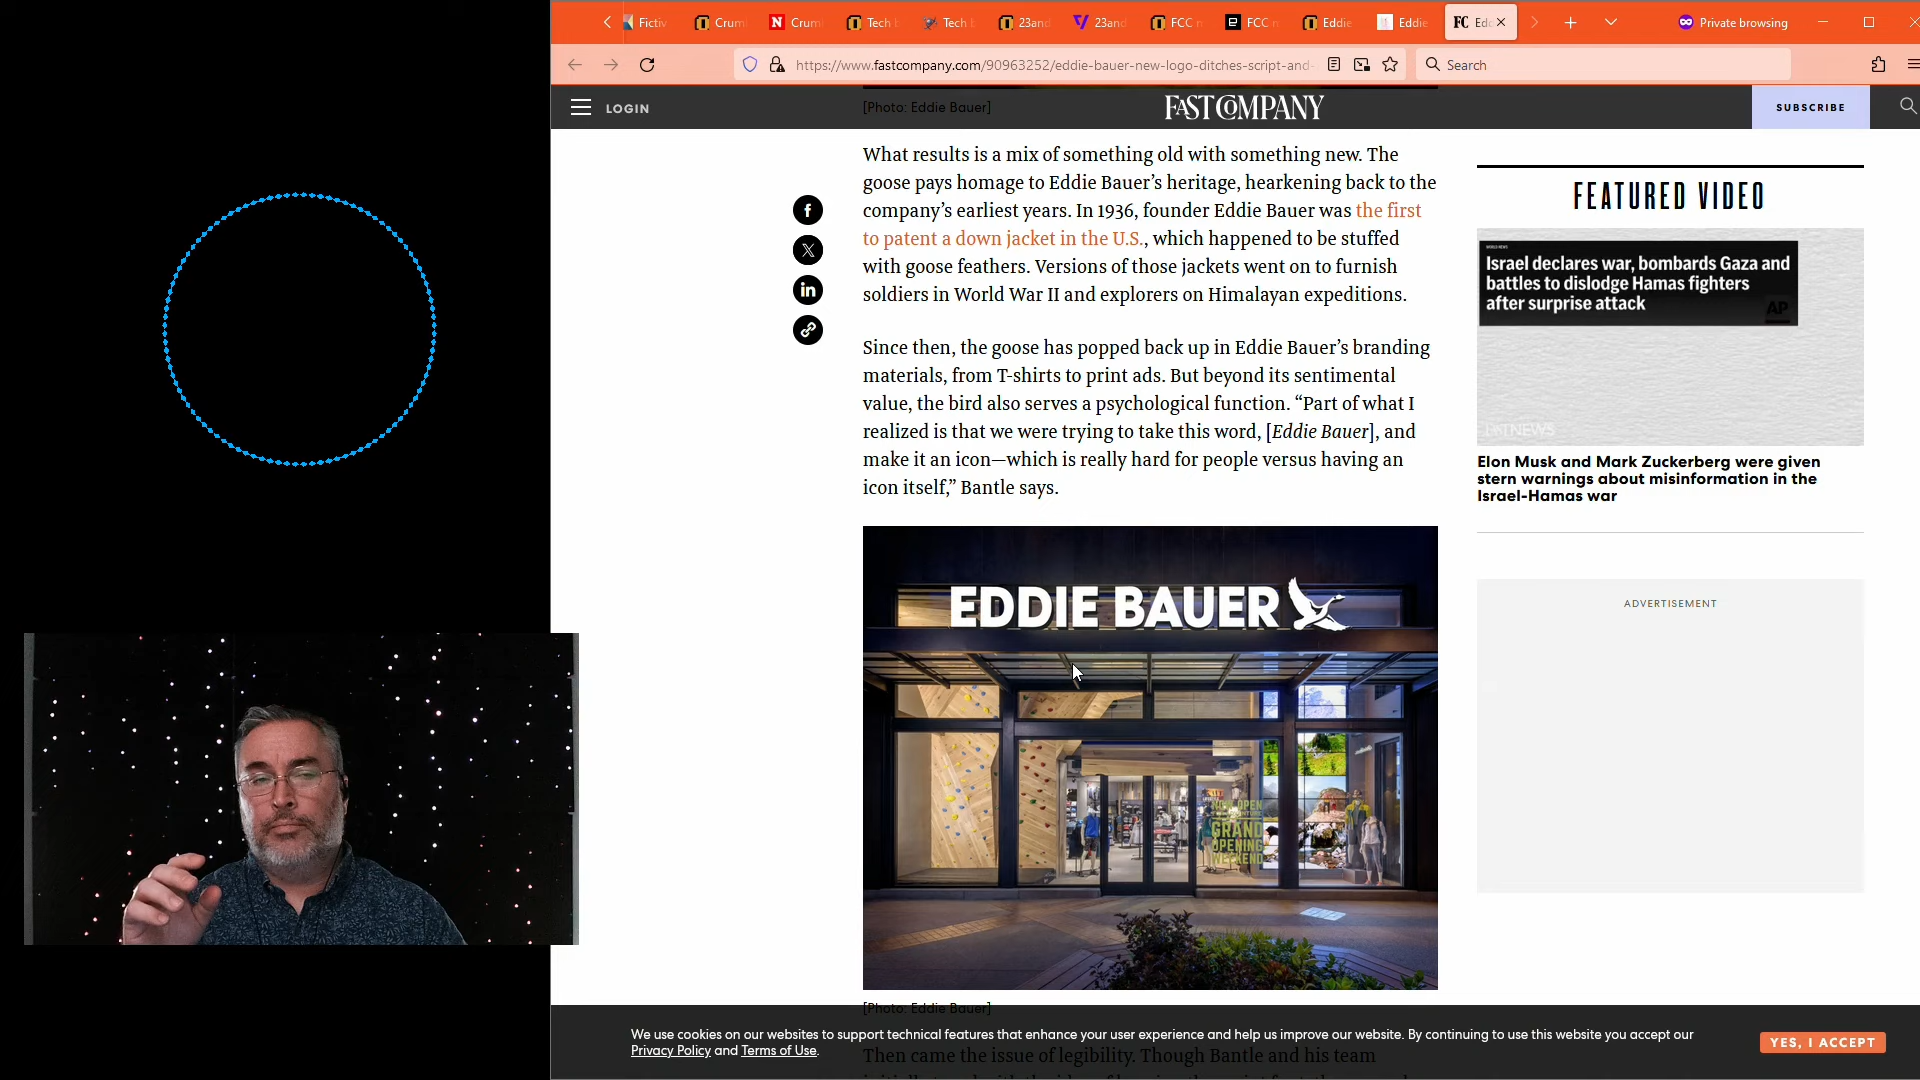 Fictiv
Crum
Crum
Tech
Tech
23and
23and
FCC
FCC
Eddie
Eddie
FC
Private browsing
https://www.fastcompany.com/90963252/eddie-bauer-new-logo-ditches-script-and-
Search
LOGIN
FAST COMPANY
SUBSCRIBE
[Photo: Eddie Bauer]
What results is a mix of something old with something new. The
goose pays homage to Eddie Bauer’s heritage, hearkening back to the
company’s earliest years. In 1936, founder Eddie Bauer was the first
to patent a down jacket in the U.S., which happened to be stuffed
with goose feathers. Versions of those jackets went on to furnish
soldiers in World War II and explorers on Himalayan expeditions.
Since then, the goose has popped back up in Eddie Bauer’s branding
materials, from T-shirts to print ads. But beyond its sentimental
value, the bird also serves a psychological function. “Part of what I
realized is that we were trying to take this word, [Eddie Bauer], and
make it an icon—which is really hard for people versus having an
icon itself,” Bantle says.
EDDIE BAUER
GRAND
OPENING
WEEKEND
[Photo: Eddie Bauer]
Then came the issue of legibility. Though Bantle and his team
FEATURED VIDEO
Israel declares war, bombards Gaza and
battles to dislodge Hamas fighters
after surprise attack
AP
Elon Musk and Mark Zuckerberg were given
stern warnings about misinformation in the
Israel-Hamas war
ADVERTISEMENT
We use cookies on our websites to support technical features that enhance your user experience and help us improve our website. By continuing to use this website you accept our
Privacy Policy and Terms of Use.
YES, I ACCEPT